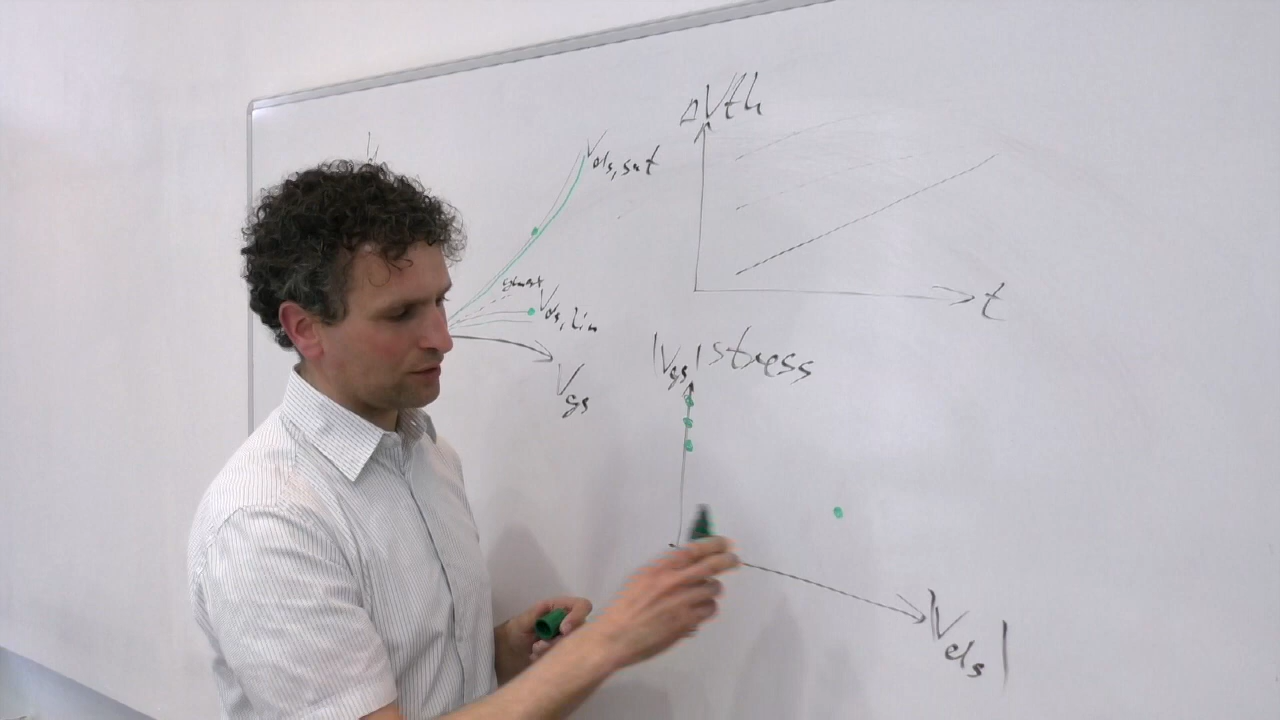 ΔVth
Vds,sat
Vds,lin
t
|Vgs| stress
Vgs
|Vds|